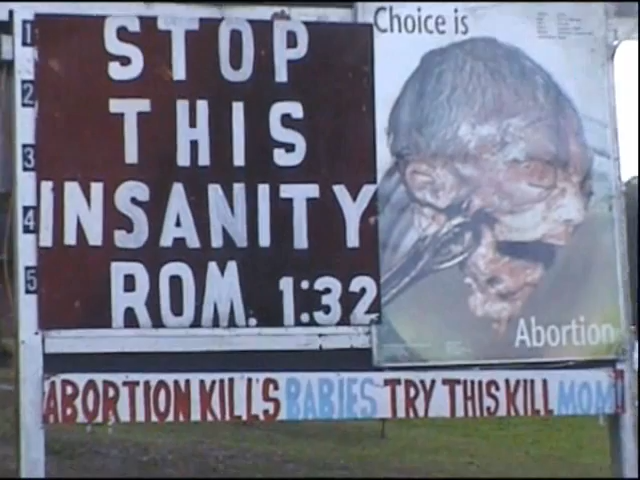 1
2
3
4
5
STOP
THIS
INSANITY
ROM. 1:32
Choice is
Abortion
ABORTION KILLS BABIES TRY THIS KILL MOM!